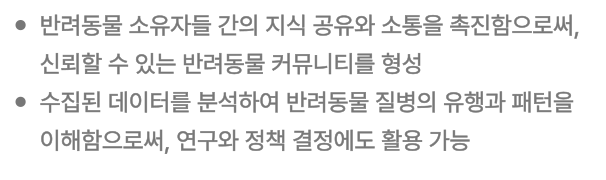 • 반려동물 소유자들 간의 지식 공유와 소통을 촉진함으로써,
신뢰할 수 있는 반려동물 커뮤니티를 형성
• 수집된 데이터를 분석하여 반려동물 질병의 유행과 패턴을
이해함으로써, 연구와 정책 결정에도 활용 가능